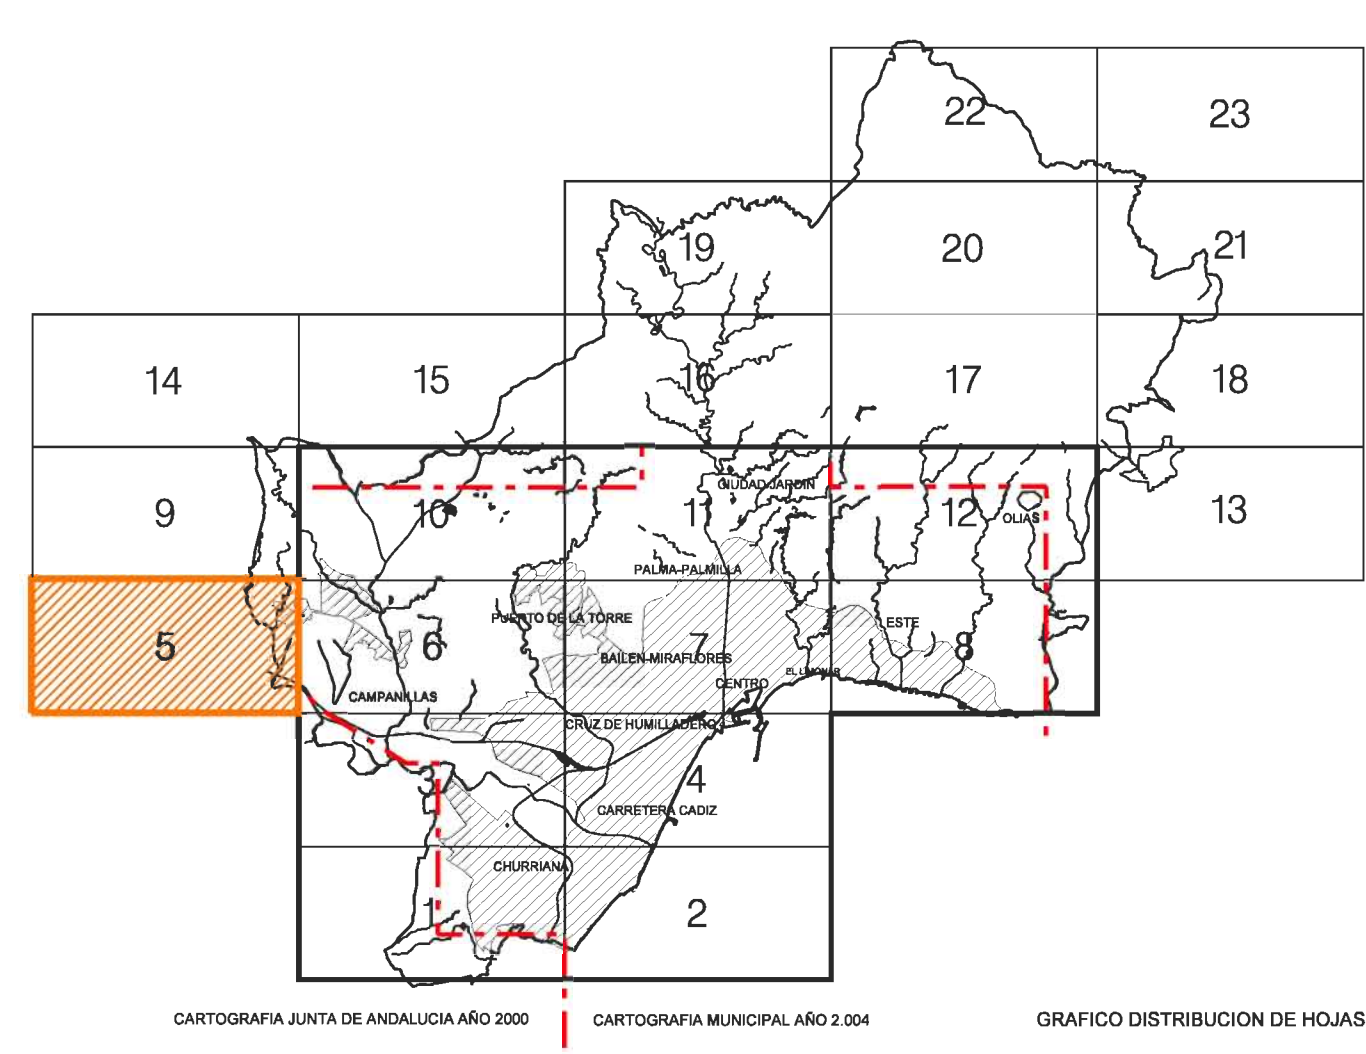 22
23
19
20
21
14
15
16
17
18
CIUDAD JARDIN
9
10
11
12
13
OLIAS
PALMA-PALMILLA
PUERTO DE LA TORRE
ESTE
5
6
7
8
BAILEN-MIRAFLORES
EL LIMONAR
CENTRO
CAMPANILLAS
CRUZ DE HUMILLADERO
3
4
CARRETERA CADIZ
CHURRIANA
1
2
CARTOGRAFIA JUNTA DE ANDALUCIA AÑO 2000
CARTOGRAFIA MUNICIPAL AÑO 2.004
GRAFICO DISTRIBUCION DE HOJAS